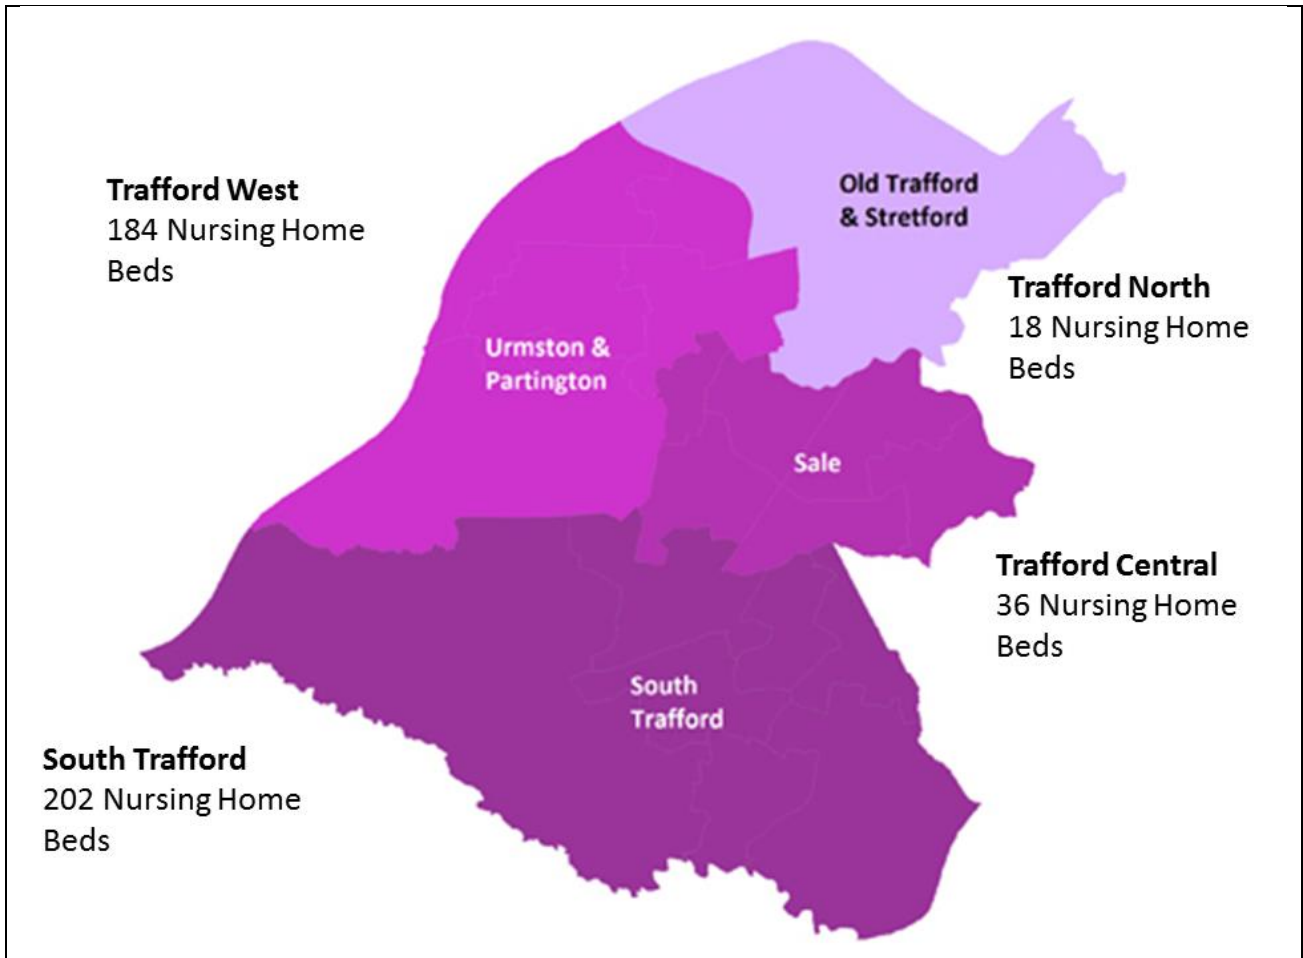 Trafford West
184 Nursing Home
Beds
Old Trafford
& Stretford
Trafford North
18 Nursing Home
Beds
Urmston &
Partington
Sale
Trafford Central
36 Nursing Home
Beds
South
Trafford
South Trafford
202 Nursing Home
Beds